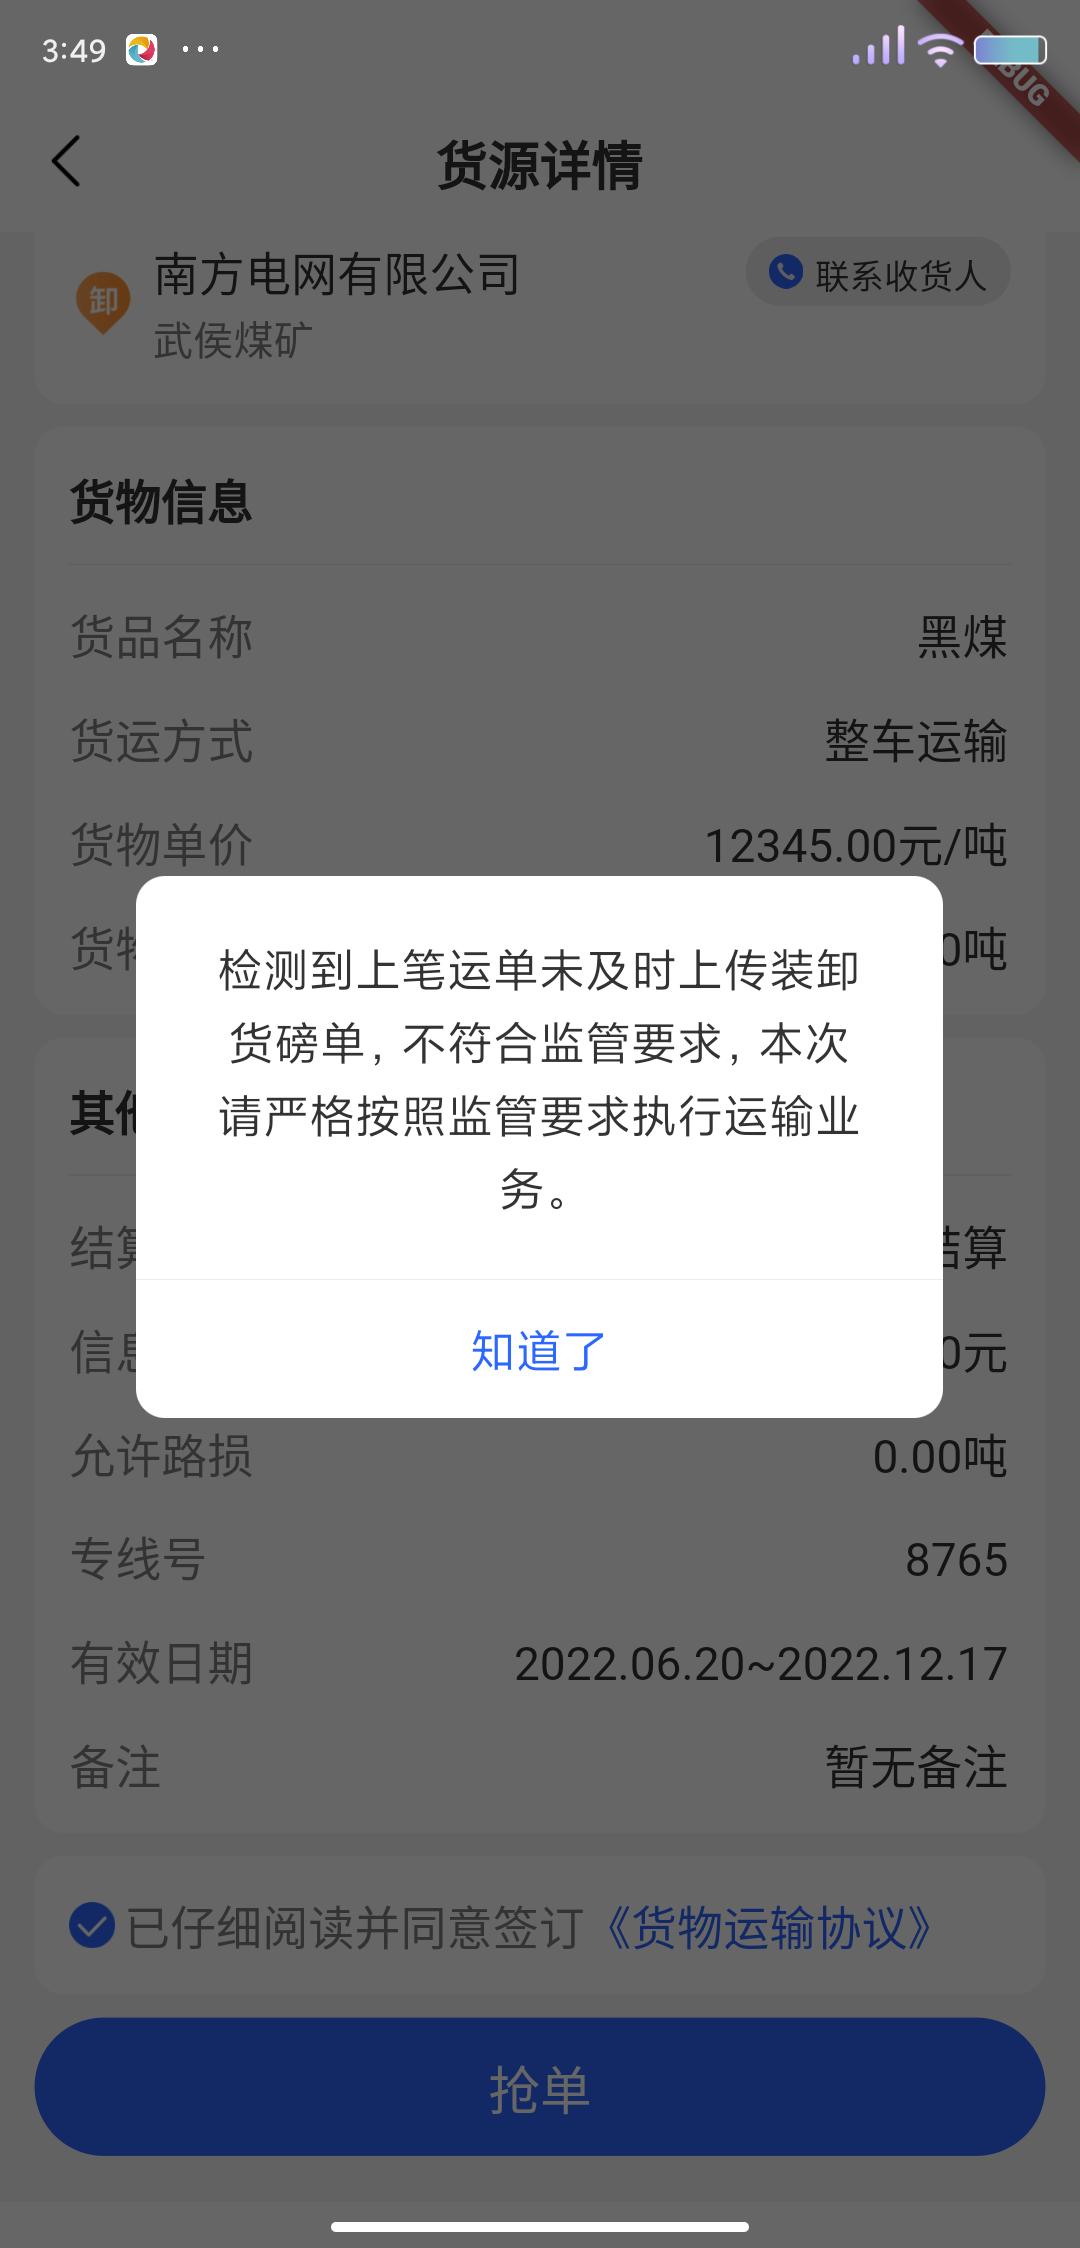 3:49
BUG
货源详情
南方电网有限公司
联系收货人
卸
武侯煤矿
货物信息
货品名称 黑煤
货运方式 整车运输
货物单价 12345.00元/吨
货 0吨
检测到上笔运单未及时上传装卸
货磅单，不符合监管要求，本次
请严格按照监管要求执行运输业
务。
知道了
其
结 结算
信 0元
允许路损 0.00吨
专线号 8765
有效日期 2022.06.20~2022.12.17
备注 暂无备注
已仔细阅读并同意签订《货物运输协议》
抢单